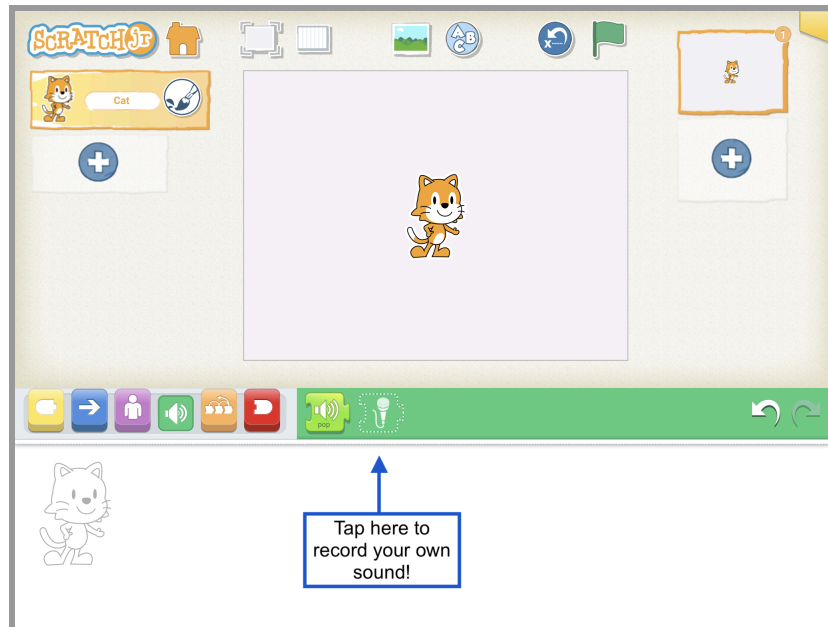 SCRATCHJr
1
Cat
A
B
C
x
pop
Tap here to
record your own
sound!